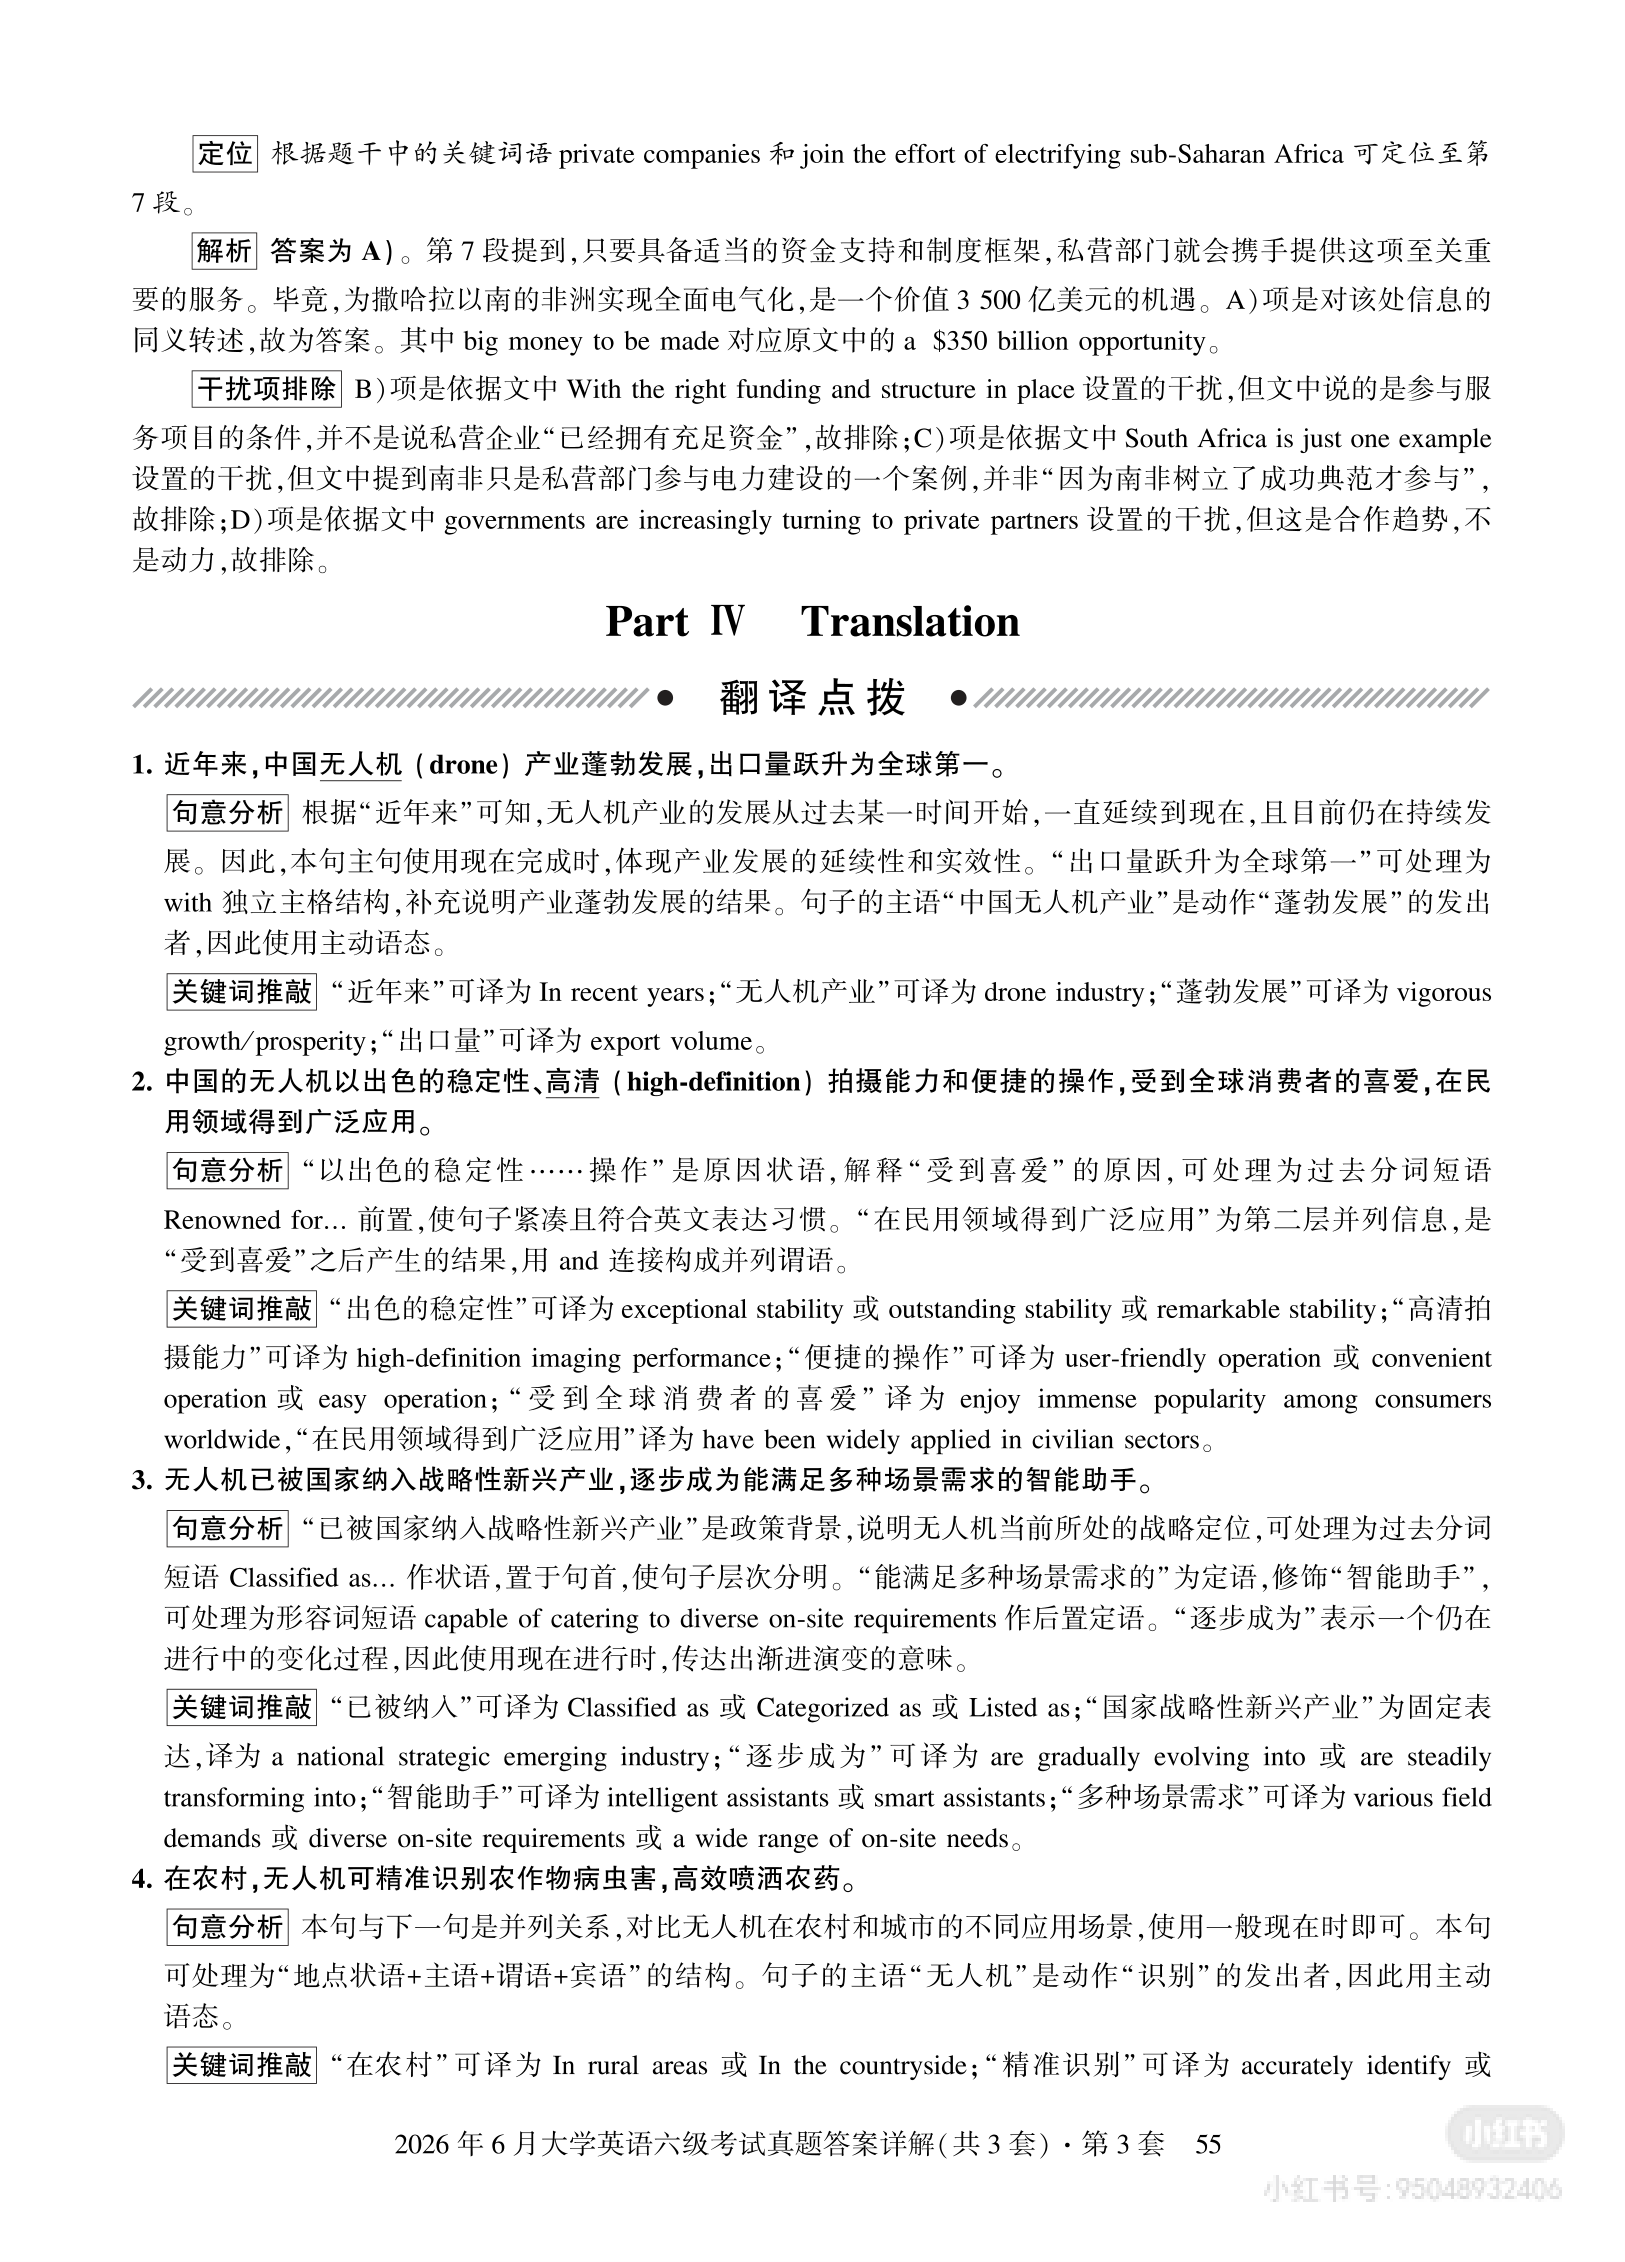 定位 根据题干中的关键词语 private companies 和 join the effort of electrifying sub-Saharan Africa 可定位至第
7 段。
解析 答案为 A)。第 7 段提到,只要具备适当的资金支持和制度框架,私营部门就会携手提供这项至关重
要的服务。毕竟,为撒哈拉以南的非洲实现全面电气化,是一个价值 3 500 亿美元的机遇。A)项是对该处信息的
同义转述,故为答案。其中 big money to be made 对应原文中的 a $350 billion opportunity。
干扰项排除 B)项是依据文中 With the right funding and structure in place 设置的干扰,但文中说的是参与服
务项目的条件,并不是说私营企业“已经拥有充足资金”,故排除;C)项是依据文中 South Africa is just one example
设置的干扰,但文中提到南非只是私营部门参与电力建设的一个案例,并非“因为南非树立了成功典范才参与”,
故排除;D)项是依据文中 governments are increasingly turning to private partners 设置的干扰,但这是合作趋势,不
是动力,故排除。
Part Ⅳ Translation
翻译点拨
1. 近年来,中国无人机(drone)产业蓬勃发展,出口量跃升为全球第一。
句意分析 根据“近年来”可知,无人机产业的发展从过去某一时间开始,一直延续到现在,且目前仍在持续发
展。因此,本句主句使用现在完成时,体现产业发展的延续性和实效性。“出口量跃升为全球第一”可处理为
with 独立主格结构,补充说明产业蓬勃发展的结果。句子的主语“中国无人机产业”是动作“蓬勃发展”的发出
者,因此使用主动语态。
关键词推敲 “近年来”可译为 In recent years;“无人机产业”可译为 drone industry;“蓬勃发展”可译为 vigorous
growth/prosperity;“出口量”可译为 export volume。
2. 中国的无人机以出色的稳定性、高清(high-definition)拍摄能力和便捷的操作,受到全球消费者的喜爱,在民
用领域得到广泛应用。
句意分析 “以出色的稳定性……操作”是原因状语,解释“受到喜爱”的原因,可处理为过去分词短语
Renowned for... 前置,使句子紧凑且符合英文表达习惯。“在民用领域得到广泛应用”为第二层并列信息,是
“受到喜爱”之后产生的结果,用 and 连接构成并列谓语。
关键词推敲 “出色的稳定性”可译为 exceptional stability 或 outstanding stability 或 remarkable stability;“高清拍
摄能力”可译为 high-definition imaging performance;“便捷的操作”可译为 user-friendly operation 或 convenient
operation 或 easy operation;“受到全球消费者的喜爱”译为 enjoy immense popularity among consumers
worldwide,“在民用领域得到广泛应用”译为 have been widely applied in civilian sectors。
3. 无人机已被国家纳入战略性新兴产业,逐步成为能满足多种场景需求的智能助手。
句意分析 “已被国家纳入战略性新兴产业”是政策背景,说明无人机当前所处的战略定位,可处理为过去分词
短语 Classified as... 作状语,置于句首,使句子层次分明。“能满足多种场景需求的”为定语,修饰“智能助手”,
可处理为形容词短语 capable of catering to diverse on-site requirements 作后置定语。“逐步成为”表示一个仍在
进行中的变化过程,因此使用现在进行时,传达出渐进演变的意味。
关键词推敲 “已被纳入”可译为 Classified as 或 Categorized as 或 Listed as;“国家战略性新兴产业”为固定表
达,译为 a national strategic emerging industry;“逐步成为”可译为 are gradually evolving into 或 are steadily
transforming into;“智能助手”可译为 intelligent assistants 或 smart assistants;“多种场景需求”可译为 various field
demands 或 diverse on-site requirements 或 a wide range of on-site needs。
4. 在农村,无人机可精准识别农作物病虫害,高效喷洒农药。
句意分析 本句与下一句是并列关系,对比无人机在农村和城市的不同应用场景,使用一般现在时即可。本句
可处理为“地点状语+主语+谓语+宾语”的结构。句子的主语“无人机”是动作“识别”的发出者,因此用主动
语态。
关键词推敲 “在农村”可译为 In rural areas 或 In the countryside;“精准识别”可译为 accurately identify 或
2026 年 6 月大学英语六级考试真题答案详解(共 3 套)·第 3 套 55
小红书
小红书号:95048932406